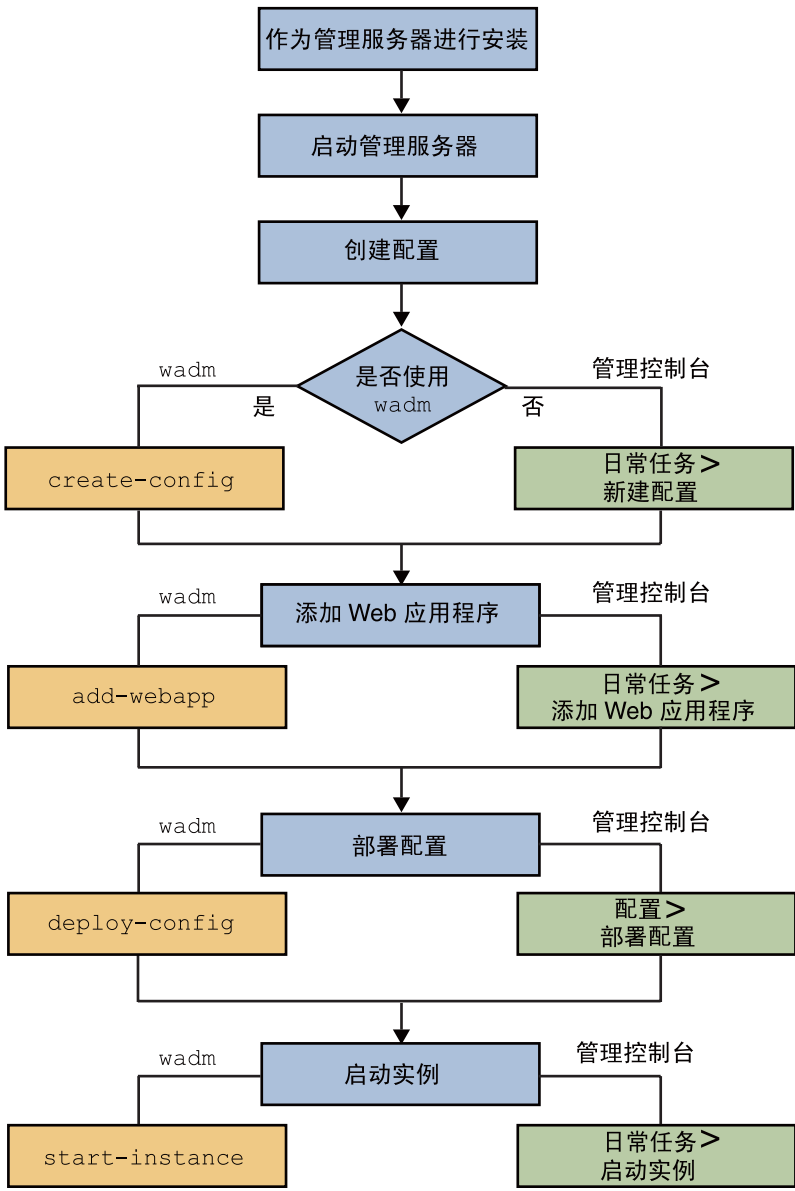 作为管理服务器进行安装
启动管理服务器
创建配置
是否使用
wadm
wadm
是
管理控制台
否
create-config
日常任务>
新建配置
添加 Web 应用程序
wadm
管理控制台
add-webapp
日常任务>
添加 Web 应用程序
部署配置
wadm
管理控制台
deploy-config
配置>
部署配置
启动实例
wadm
管理控制台
start-instance
日常任务>
启动实例